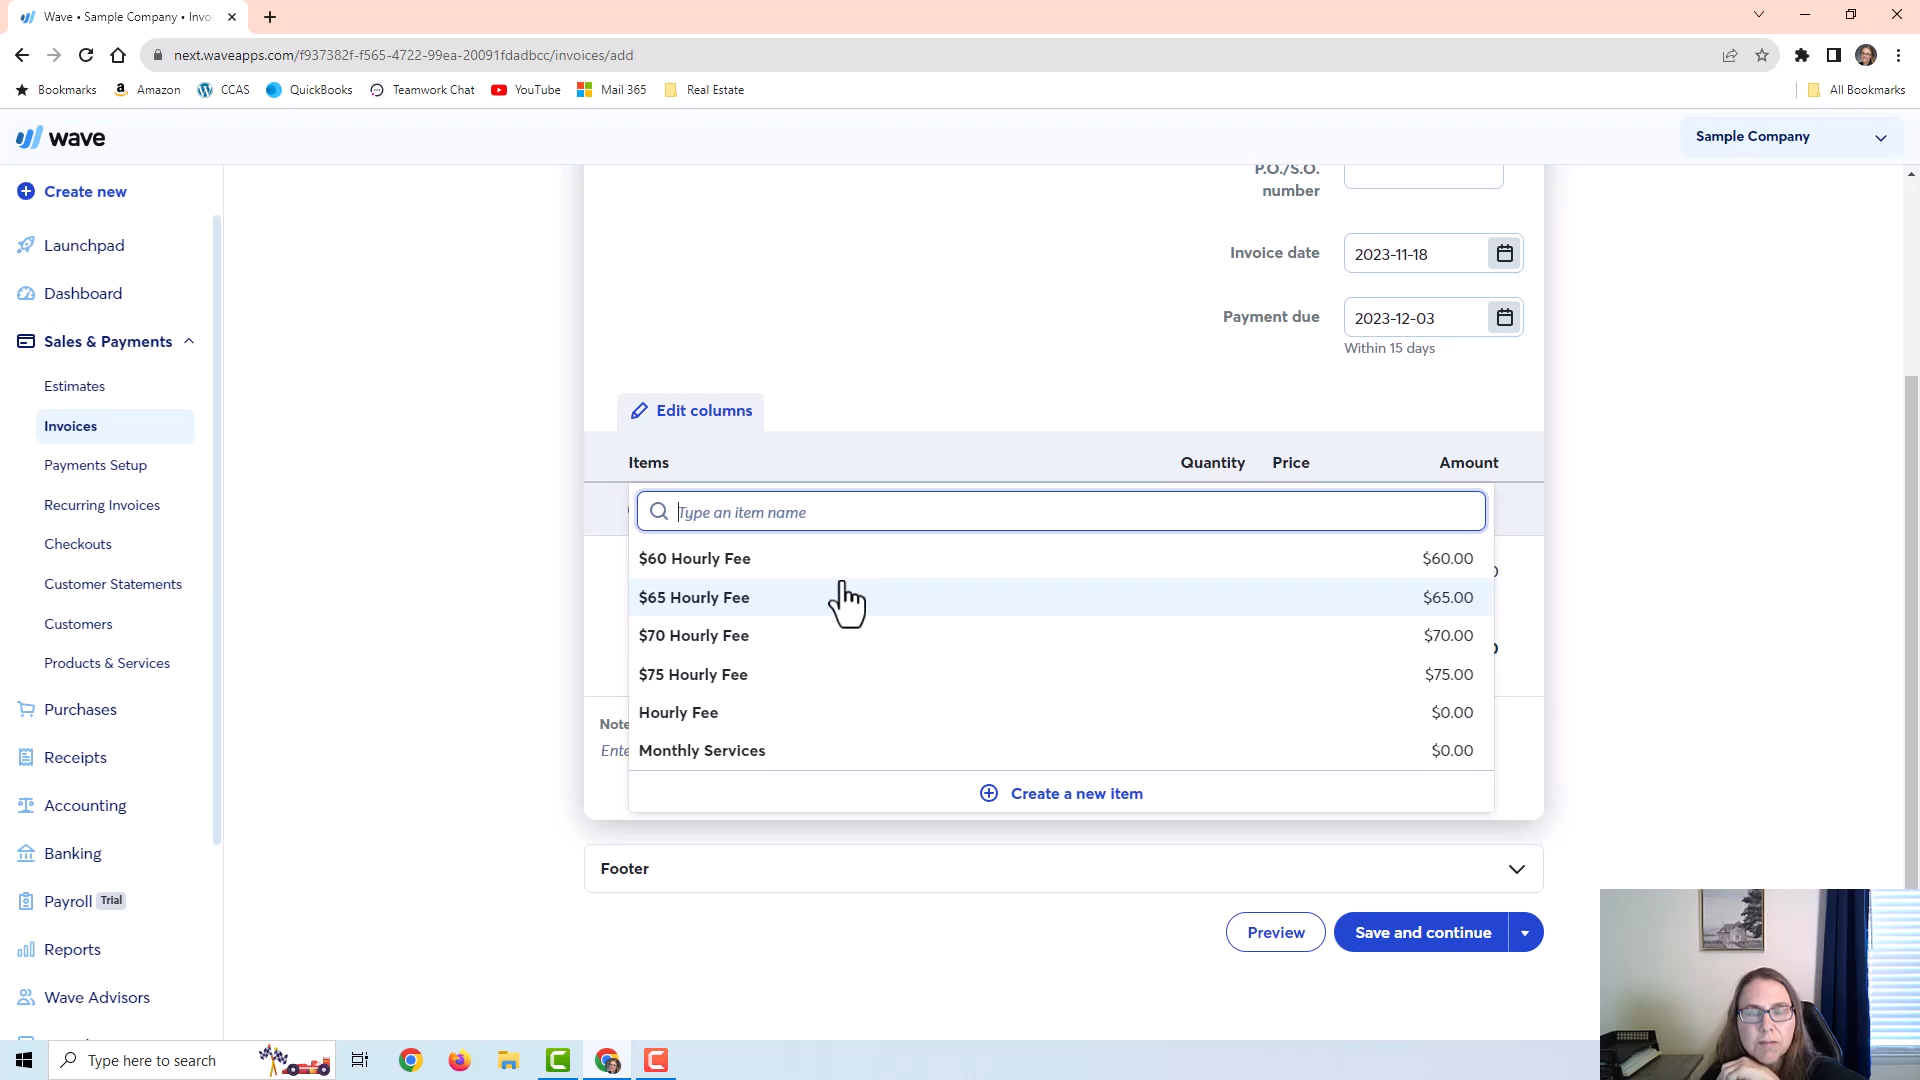 Wave • Sample Company • Invo
next.waveapps.com/f937382f-f565-4722-99ea-20091fdadbcc/invoices/add
Bookmarks
Amazon
CCAS
QuickBooks
Teamwork Chat
YouTube
Mail 365
Real Estate
All Bookmarks
wave
Sample Company
Create new
Launchpad
Dashboard
Sales & Payments
Estimates
Invoices
Payments Setup
Recurring Invoices
Checkouts
Customer Statements
Customers
Products & Services
Purchases
Receipts
Accounting
Banking
Payroll Trial
Reports
Wave Advisors
P.O./S.O.
number
Invoice date 2023-11-18
Payment due 2023-12-03
Within 15 days
Edit columns
Items Quantity Price Amount
Type an item name
$60 Hourly Fee $60.00
$65 Hourly Fee $65.00
$70 Hourly Fee $70.00
$75 Hourly Fee $75.00
Hourly Fee $0.00
Monthly Services $0.00
Create a new item
Note
Ente
Footer
Preview
Save and continue
Type here to search